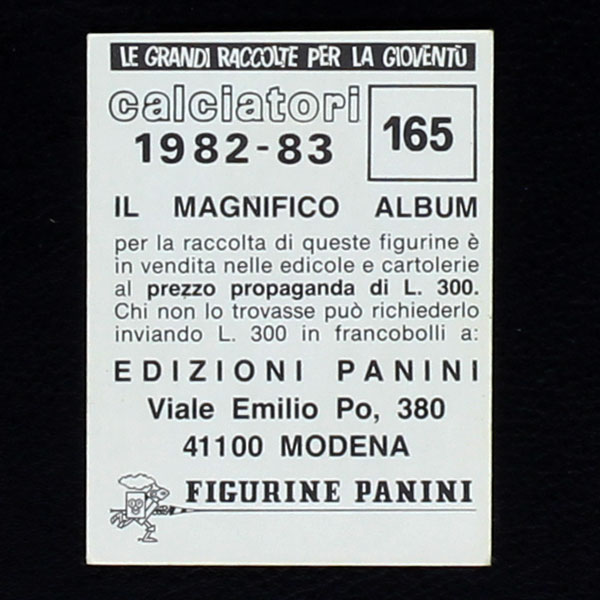 LE GRANDI RACCOLTE PER LA GIOVENTÙ
calciatori
1982-83
165
IL MAGNIFICO ALBUM
per la raccolta di queste figurine è
in vendita nelle edicole e cartolerie
al prezzo propaganda di L. 300.
Chi non lo trovasse può richiederlo
inviando L. 300 in francobolli a:
EDIZIONI PANINI
Viale Emilio Po, 380
41100 MODENA
FIGURINE PANINI